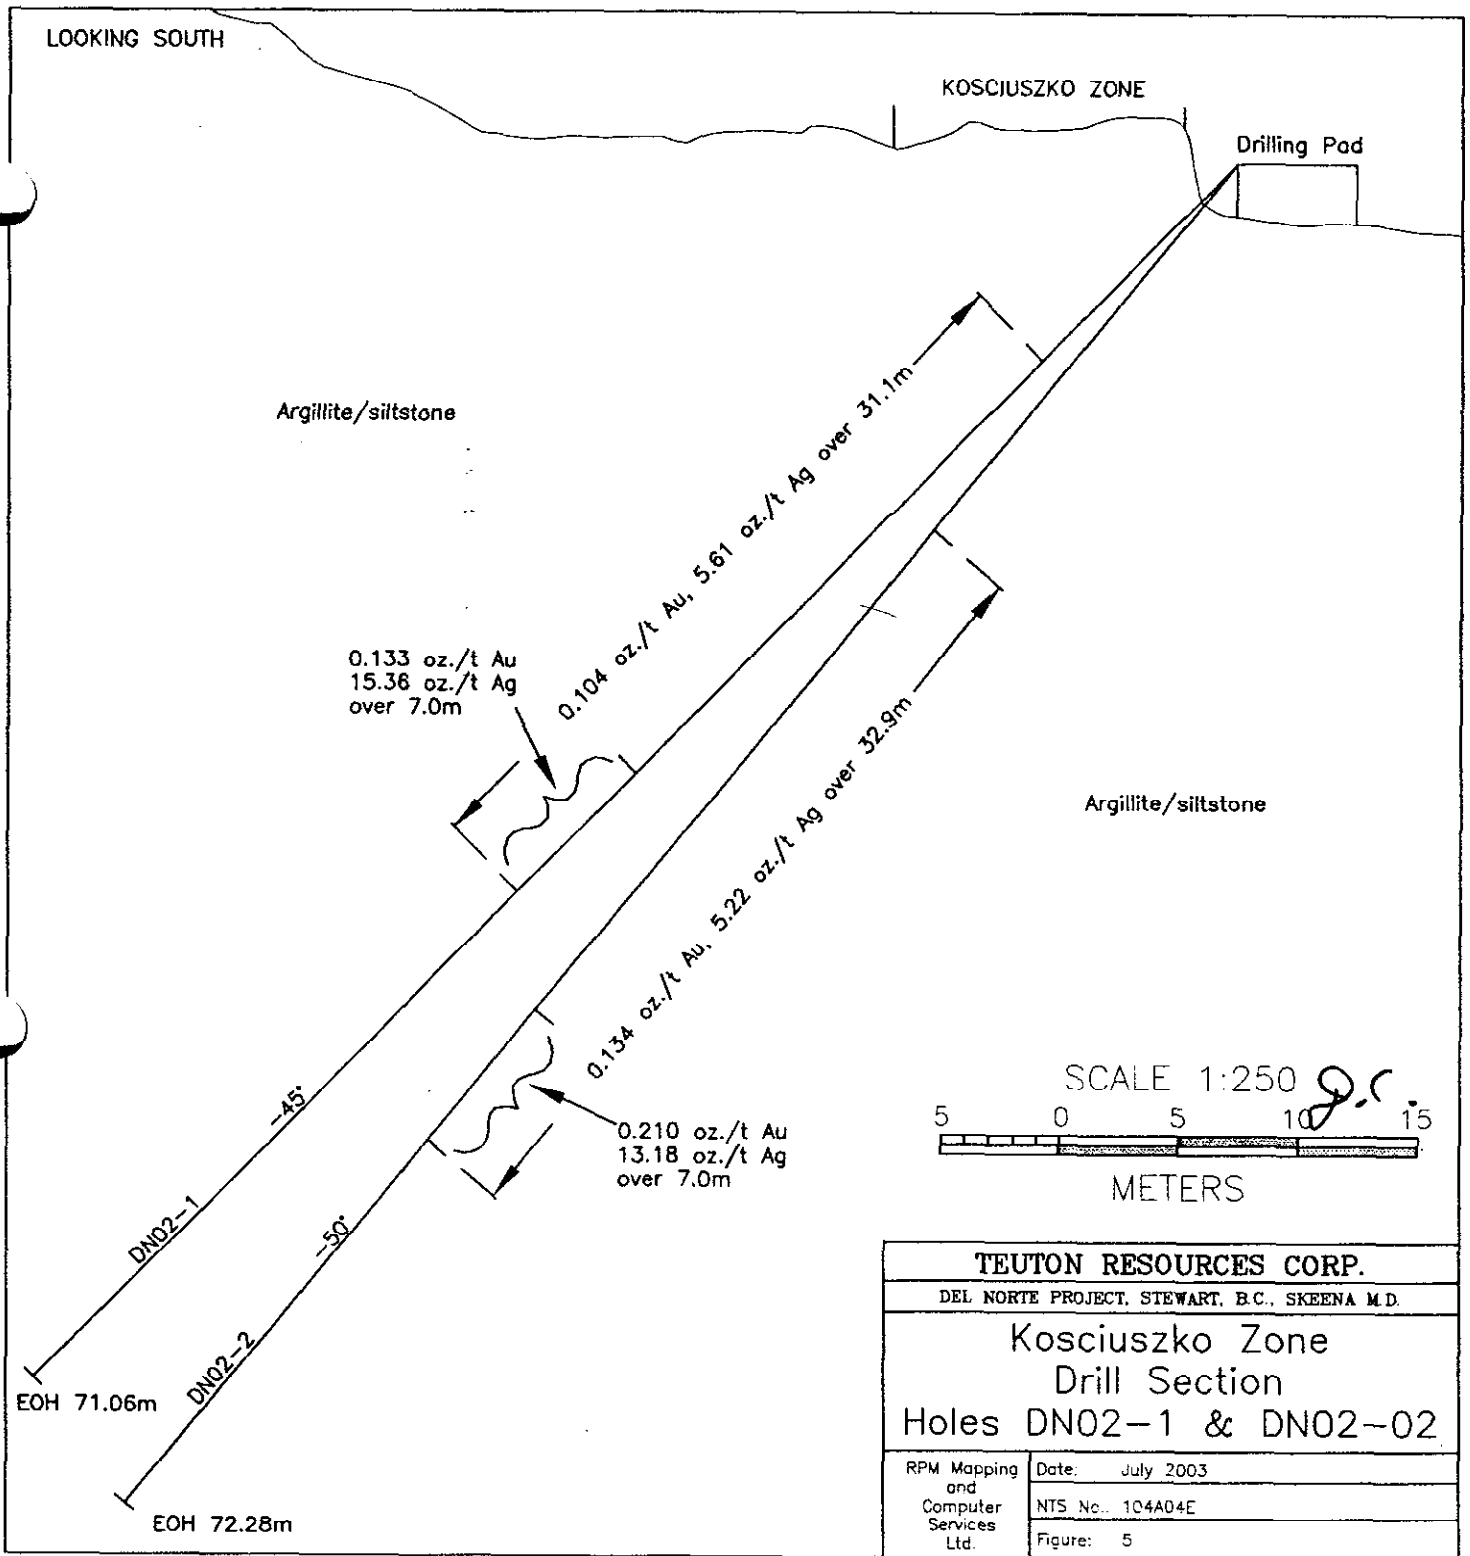 LOOKING SOUTH
KOSCIUSZKO ZONE
Drilling Pad
Argillite/siltstone
0.104 oz./t Au, 5.61 oz./t Ag over 31.1m
0.133 oz./t Au
15.36 oz./t Ag
over 7.0m
0.134 oz./t Au, 5.22 oz./t Ag over 32.9m
Argillite/siltstone
0.210 oz./t Au
13.18 oz./t Ag
over 7.0m
-45°
DN02-1
EOH 71.06m
-50°
DN02-2
EOH 72.28m
SCALE 1:250
5 0 5 10 15
METERS
TEUTON RESOURCES CORP.
DEL NORTE PROJECT, STEWART, B.C., SKEENA M.D.
Kosciuszko Zone
Drill Section
Holes DN02-1 & DN02-02
RPM Mapping
and
Computer
Services
Ltd.
Date: July 2003
NTS No.. 104A04E
Figure: 5